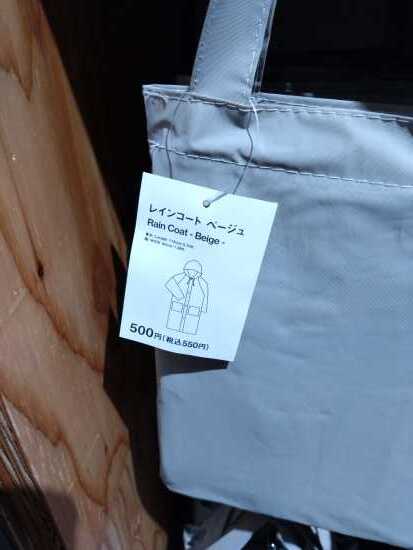 レインコート ベージュ
Rain Coat - Beige -
500円(税込550円)